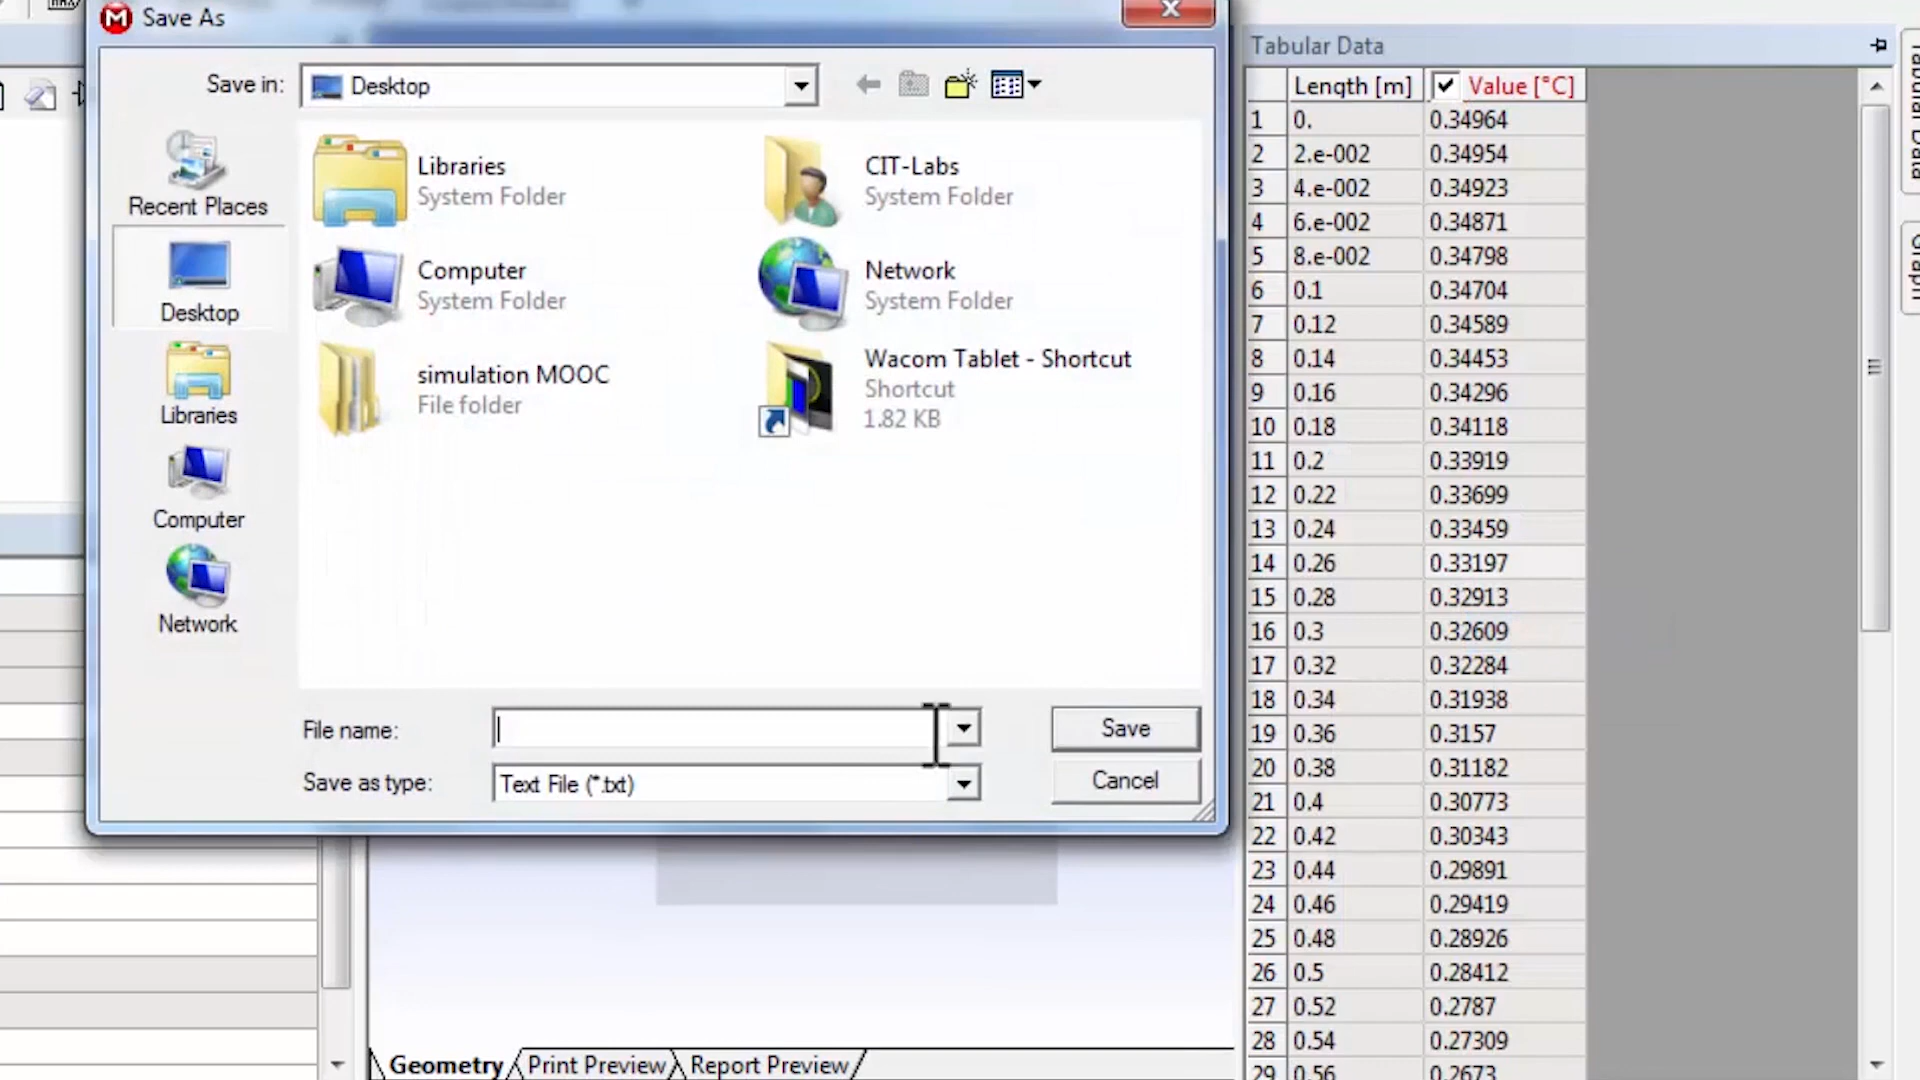 Save As
Save in:
Desktop
Recent Places
Desktop
Libraries
Computer
Network
Libraries
System Folder
CIT-Labs
System Folder
Computer
System Folder
Network
System Folder
simulation MOOC
File folder
Wacom Tablet - Shortcut
Shortcut
1.82 KB
File name:
Save
Save as type:
Text File (*.txt)
Cancel
Geometry
Print Preview
Report Preview
Tabular Data
Length [m] Value [°C]
1 0. 0.34964
2 2.e-002 0.34954
3 4.e-002 0.34923
4 6.e-002 0.34871
5 8.e-002 0.34798
6 0.1 0.34704
7 0.12 0.34589
8 0.14 0.34453
9 0.16 0.34296
10 0.18 0.34118
11 0.2 0.33919
12 0.22 0.33699
13 0.24 0.33459
14 0.26 0.33197
15 0.28 0.32913
16 0.3 0.32609
17 0.32 0.32284
18 0.34 0.31938
19 0.36 0.3157
20 0.38 0.31182
21 0.4 0.30773
22 0.42 0.30343
23 0.44 0.29891
24 0.46 0.29419
25 0.48 0.28926
26 0.5 0.28412
27 0.52 0.2787
28 0.54 0.27309
29 0.56 0.2673
Tabular Data
Graph